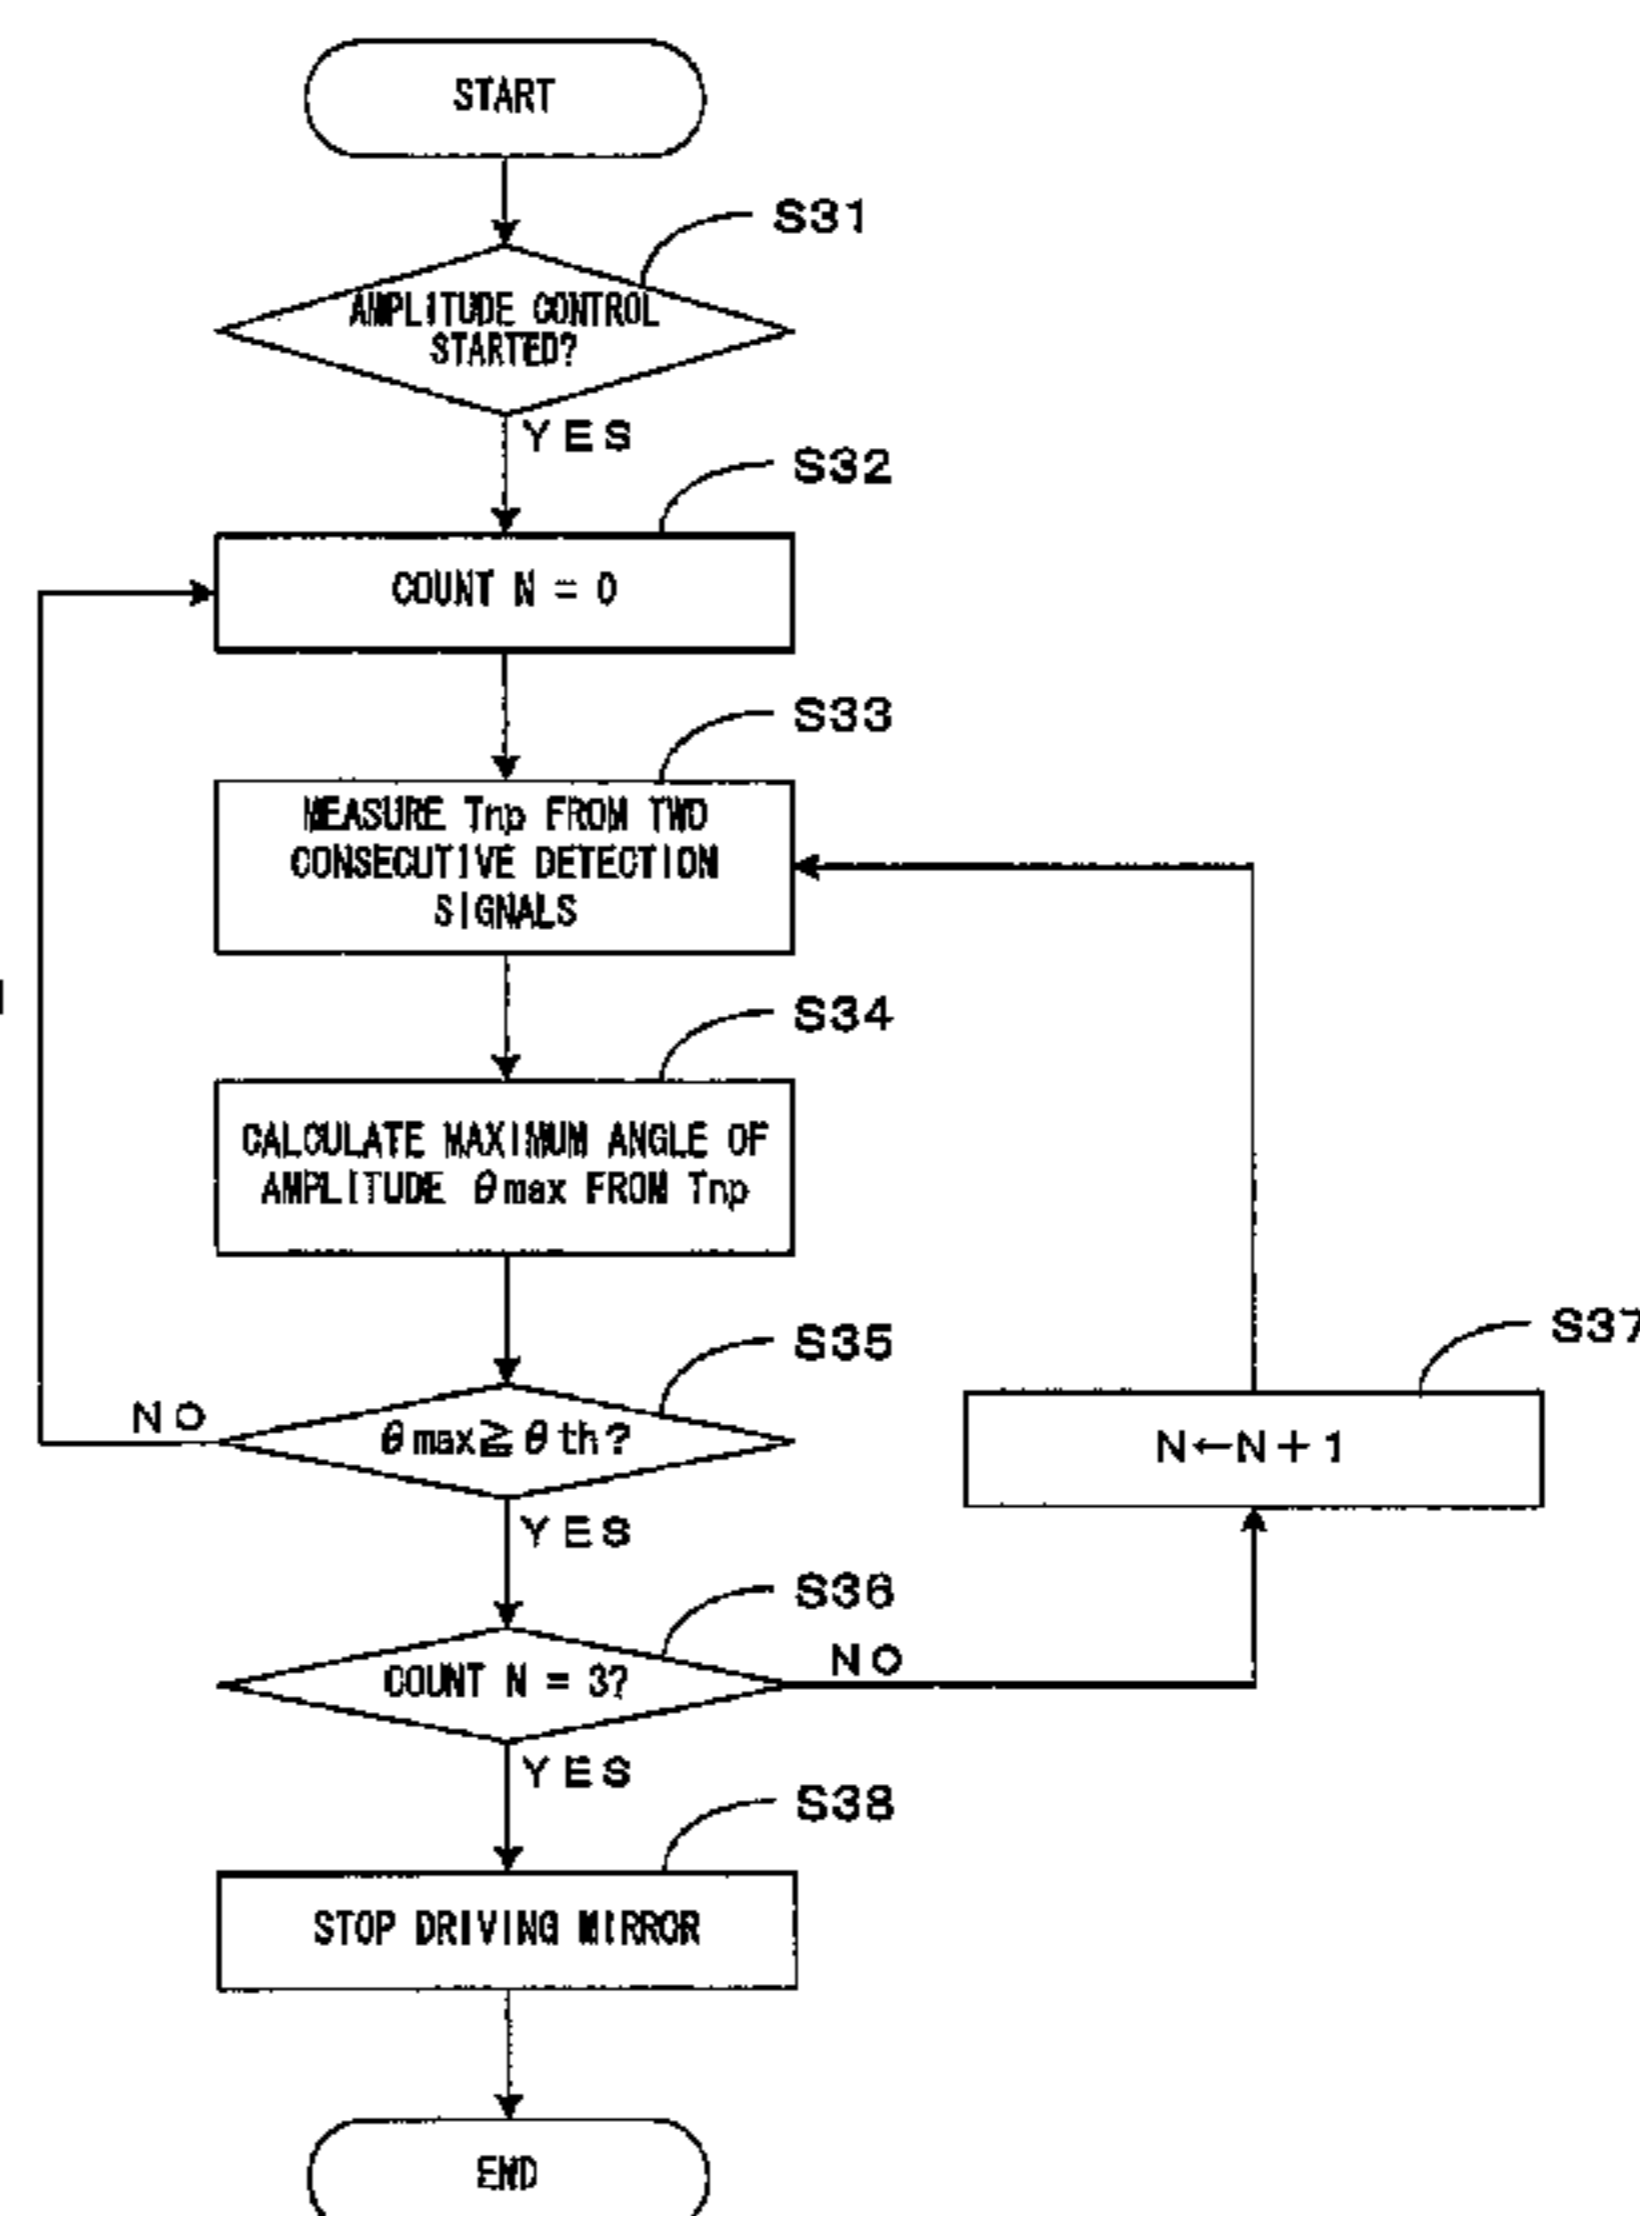 START
S31
AMPLITUDE CONTROL
STARTED?
YES
S32
COUNT N = 0
S33
MEASURE Tnp FROM TWO
CONSECUTIVE DETECTION
SIGNALS
S34
CALCULATE MAXIMUM ANGLE OF
AMPLITUDE θmax FROM Tnp
S35
S37
NO
θmax≧θth?
N←N+1
YES
S36
COUNT N = 3?
NO
YES
S38
STOP DRIVING MIRROR
END